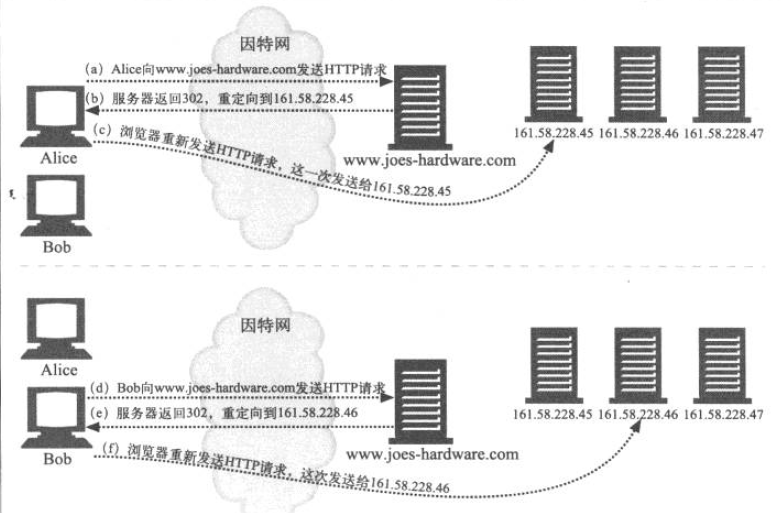 因特网
(a) Alice向www.joes-hardware.com发送HTTP请求
(b) 服务器返回302，重定向到161.58.228.45
(c) 浏览器重新发送HTTP请求，这一次发送给161.58.228.45
Alice
www.joes-hardware.com
161.58.228.45 161.58.228.46 161.58.228.47
Bob
因特网
Alice
(d) Bob向www.joes-hardware.com发送HTTP请求
(e) 服务器返回302，重定向到161.58.228.46
(f) 浏览器重新发送HTTP请求，这次发送给161.58.228.46
Bob
www.joes-hardware.com
161.58.228.45 161.58.228.46 161.58.228.47